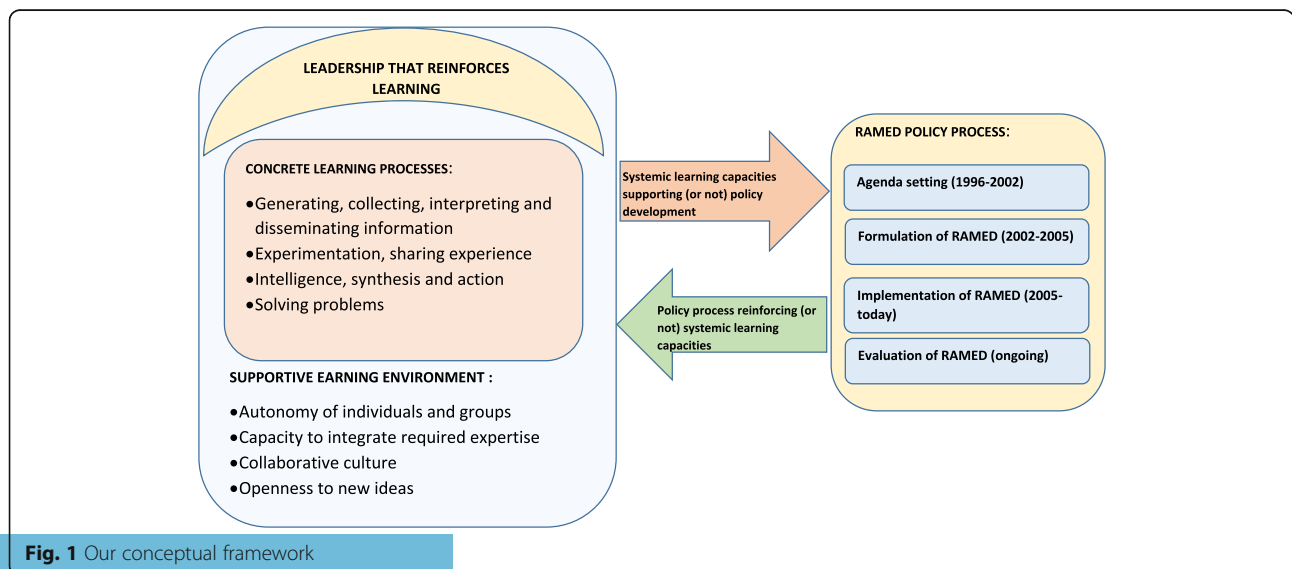 LEADERSHIP THAT REINFORCES
LEARNING
CONCRETE LEARNING PROCESSES:
•Generating, collecting, interpreting and
disseminating information
•Experimentation, sharing experience
•Intelligence, synthesis and action
•Solving problems
SUPPORTIVE EARNING ENVIRONMENT :
•Autonomy of individuals and groups
•Capacity to integrate required expertise
•Collaborative culture
•Openness to new ideas
Systemic learning capacities
supporting (or not) policy
development
Policy process reinforcing (or
not) systemic learning
capacities
RAMED POLICY PROCESS:
Agenda setting (1996-2002)
Formulation of RAMED (2002-2005)
Implementation of RAMED (2005-
today)
Evaluation of RAMED (ongoing)
Fig. 1 Our conceptual framework